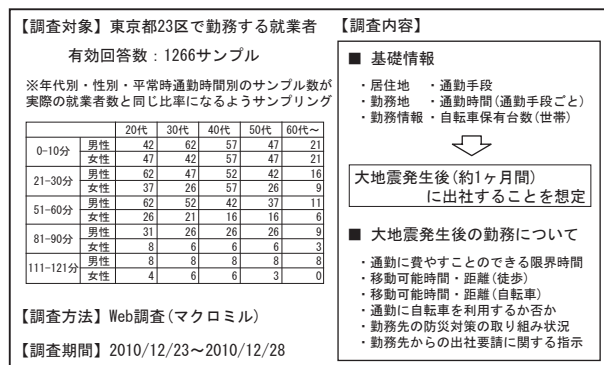 【調査対象】東京都23区で勤務する就業者
有効回答数：1266サンプル
※年代別・性別・平常時通勤時間別のサンプル数が
実際の就業者数と同じ比率になるようサンプリング
20代 30代 40代 50代 60代～
0-10分 男性 42 62 57 47 21
女性 47 42 57 47 21
21-30分 男性 62 47 52 42 16
女性 37 26 57 26 9
51-60分 男性 62 52 42 37 11
女性 26 21 16 16 6
81-90分 男性 31 26 26 26 9
女性 8 6 6 6 3
111-121分 男性 8 8 8 8 8
女性 4 6 6 3 0
【調査方法】Web調査(マクロミル)
【調査期間】2010/12/23～2010/12/28
【調査内容】
■ 基礎情報
・居住地 ・通勤手段
・勤務地 ・通勤時間(通勤手段ごと)
・勤務情報・自転車保有台数(世帯)
大地震発生後(約1ヶ月間)
に出社することを想定
■ 大地震発生後の勤務について
・通勤に費やすことのできる限界時間
・移動可能時間・距離(徒歩)
・移動可能時間・距離(自転車)
・通勤に自転車を利用するか否か
・勤務先の防災対策の取り組み状況
・勤務先からの出社要請に関する指示